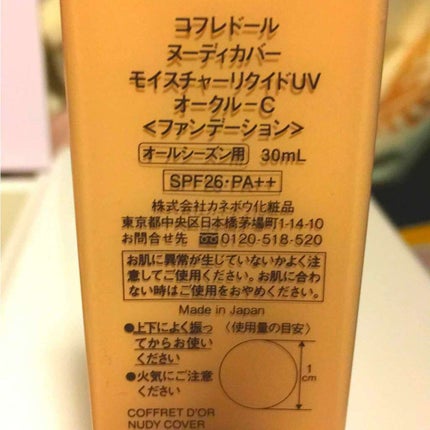 コフレドール
ヌーディカバー
モイスチャーリクイドUV
オークルーC
<ファンデーション>
オールシーズン用 30mL
SPF26・PA++
株式会社カネボウ化粧品
東京都中央区日本橋茅場町1-14-10
お問合せ先 0120-518-520
お肌に異常が生じていないかよく注
意してご使用ください。お肌に合わ
ない時はご使用をおやめください。
Made in Japan
●上下によく振っ
てからお使い
ください
●火気にご注意
ください
〈使用量の目安〉
1
cm
COFFRET D'OR
NUDY COVER